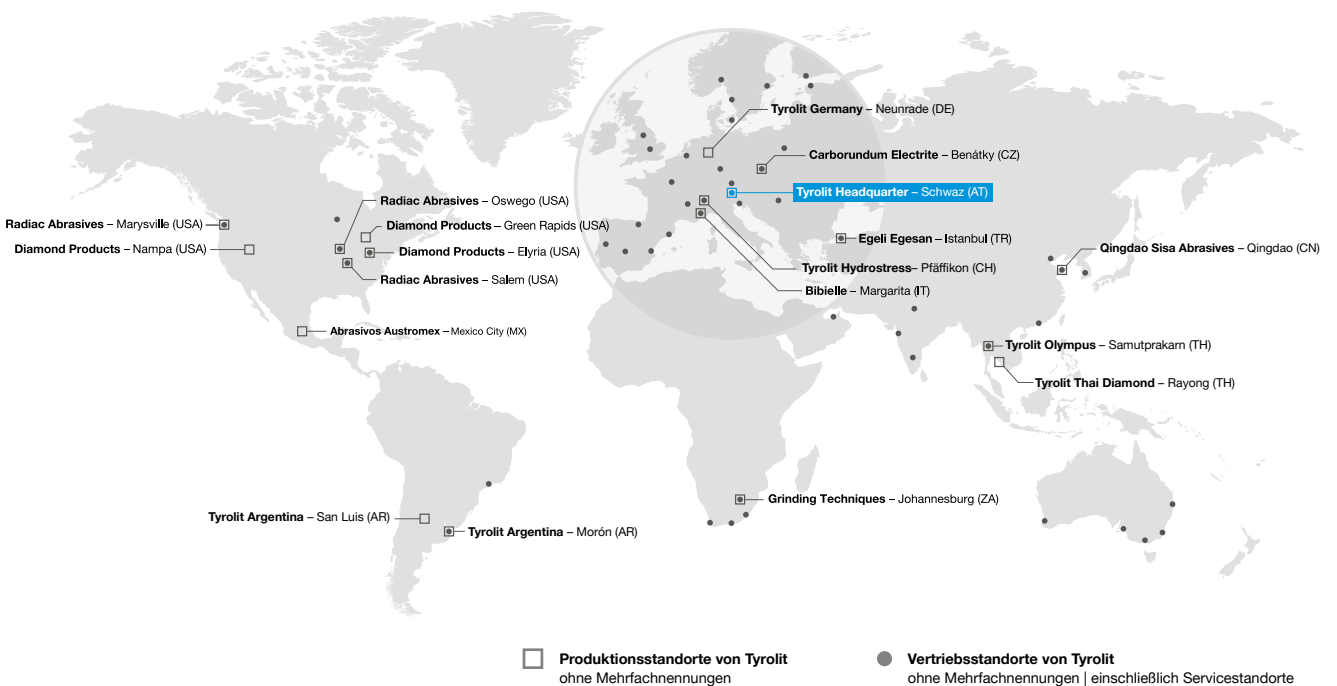 Tyrolit Germany – Neunrade (DE)
Carborundum Electrite – Benátky (CZ)
Tyrolit Headquarter – Schwaz (AT)
Radiac Abrasives – Oswego (USA)
Radiac Abrasives – Marysville (USA)
Diamond Products – Green Rapids (USA)
Diamond Products – Nampa (USA)
Diamond Products – Elyria (USA)
Egeli Egesan – Istanbul (TR)
Qingdao Sisa Abrasives – Qingdao (CN)
Tyrolit Hydrostress– Pfäffikon (CH)
Radiac Abrasives – Salem (USA)
Bibielle – Margarita (IT)
Abrasivos Austromex – Mexico City (MX)
Tyrolit Olympus – Samutprakarn (TH)
Tyrolit Thai Diamond – Rayong (TH)
Grinding Techniques – Johannesburg (ZA)
Tyrolit Argentina – San Luis (AR)
Tyrolit Argentina – Morón (AR)
Produktionsstandorte von Tyrolit
ohne Mehrfachnennungen
Vertriebsstandorte von Tyrolit
ohne Mehrfachnennungen | einschließlich Servicestandorte